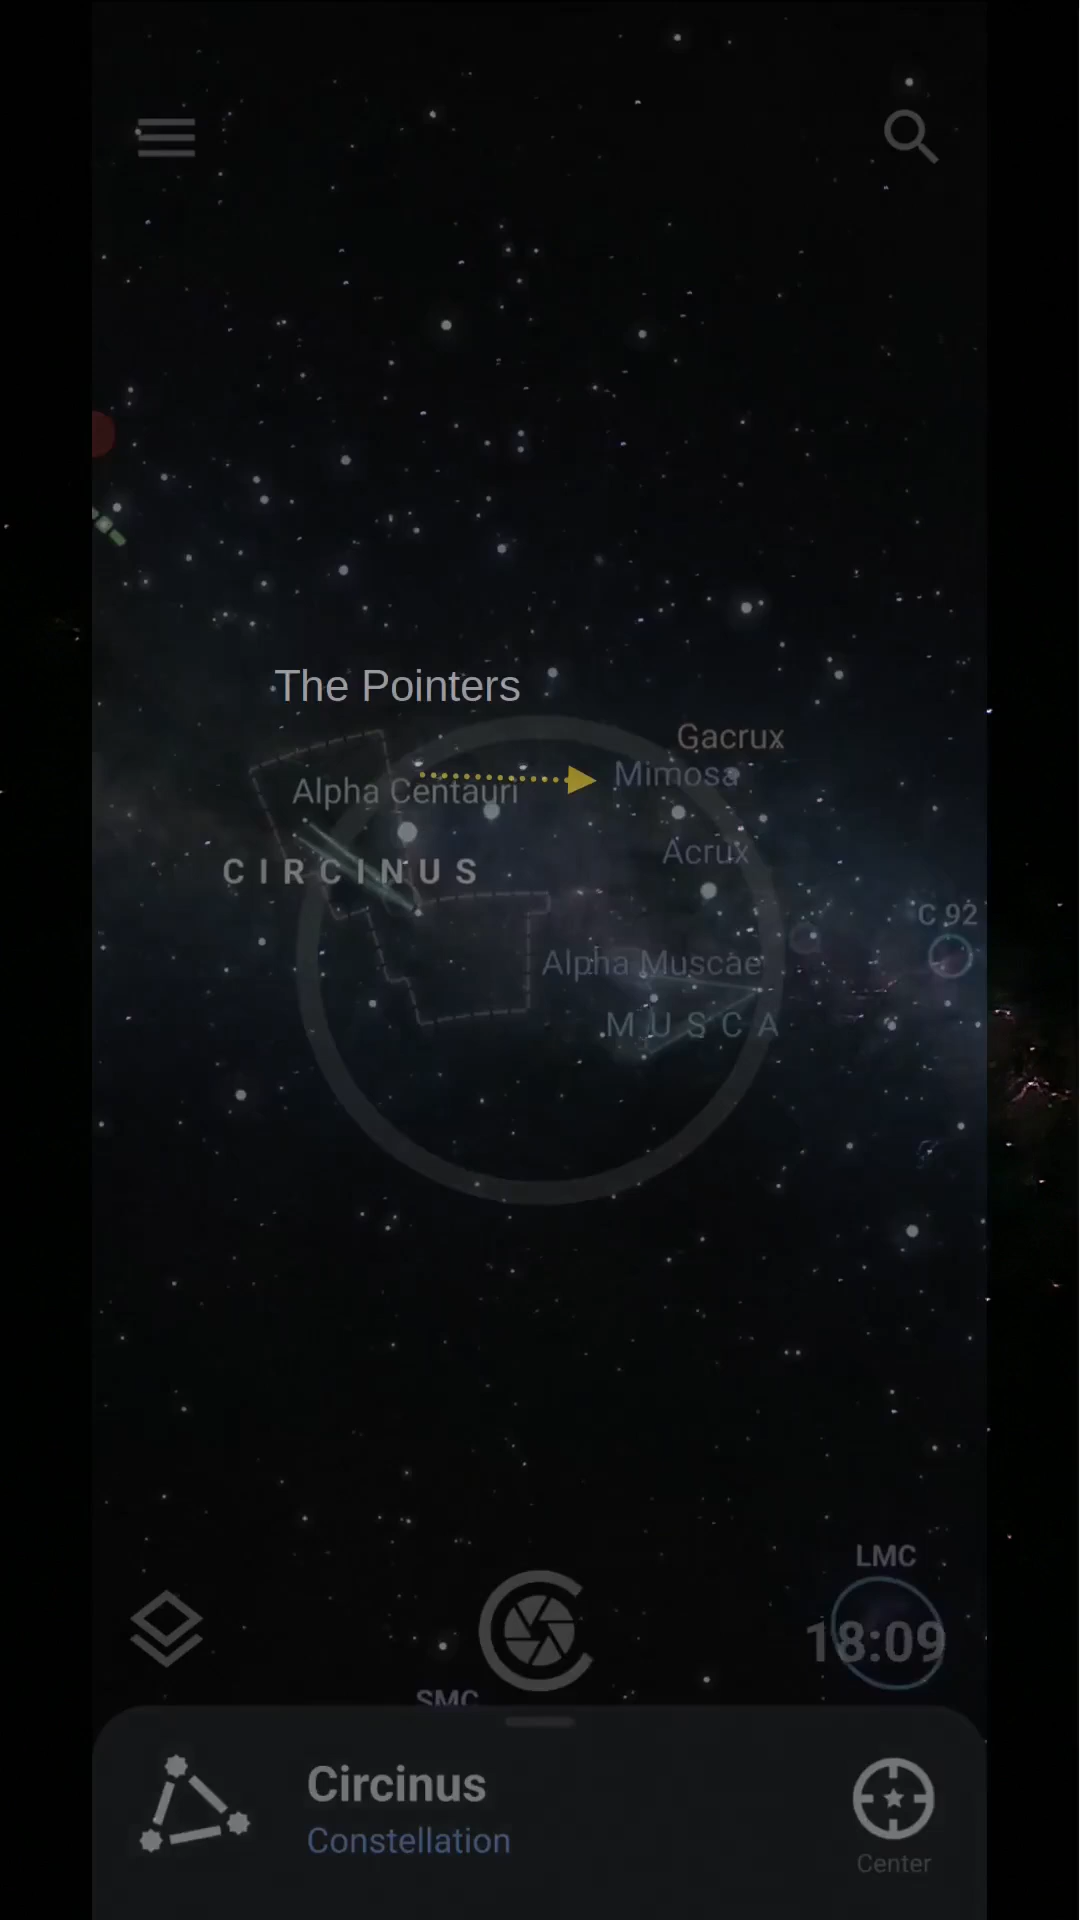 The Pointers
Gacrux
Mimosa
Alpha Centauri
Acrux
CIRCINUS
C 92
Alpha Muscae
MUSCA
LMC
18:09
SMC
Circinus
Constellation
Center